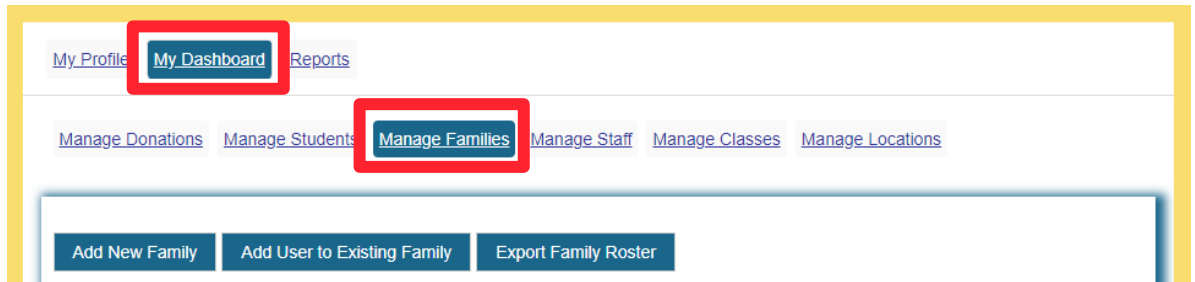 My Profile My Dashboard Reports
Manage Donations Manage Students Manage Families Manage Staff Manage Classes Manage Locations
Add New Family Add User to Existing Family Export Family Roster